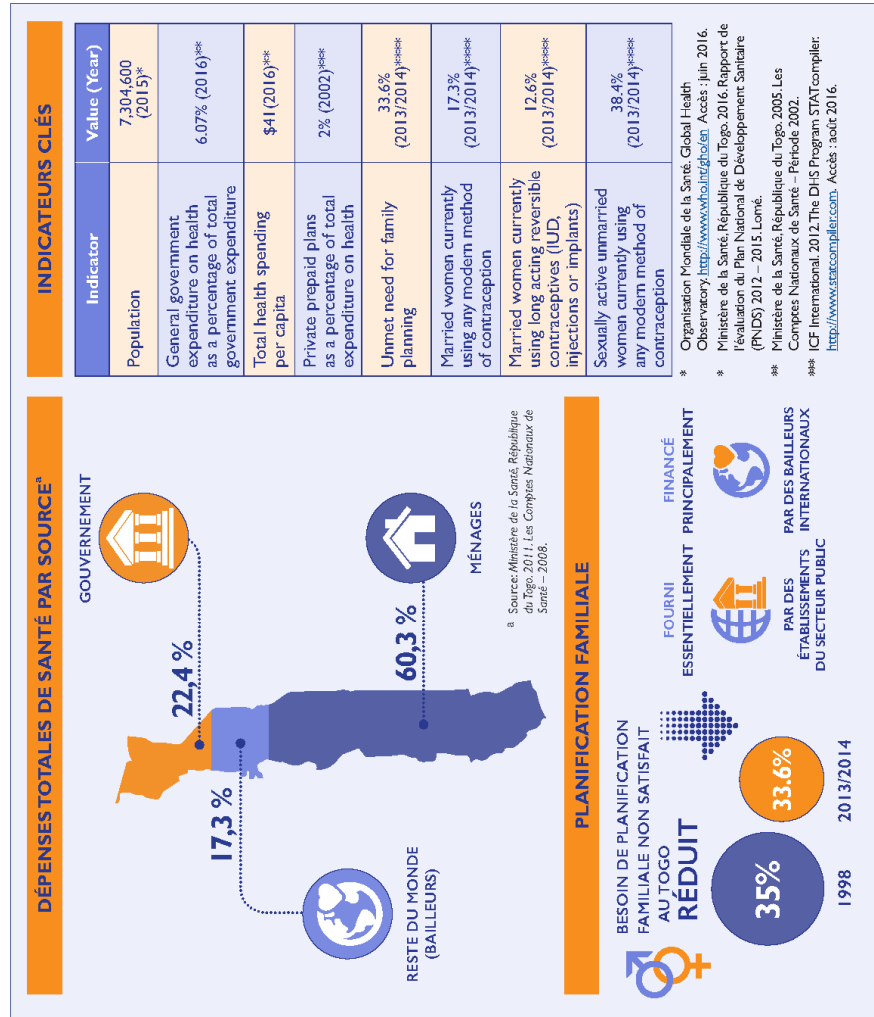 DÉPENSES TOTALES DE SANTÉ PAR SOURCEª
GOUVERNEMENT
22,4 %
17,3 %
60,3 %
RESTE DU MONDE
(BAILLEURS)
MÉNAGES
ª Source: Ministère de la Santé, République
du Togo. 2011. Les Comptes Nationaux de
Santé – 2008.
PLANIFICATION FAMILIALE
BESOIN DE PLANIFICATION
FAMILIALE NON SATISFAIT
AU TOGO
RÉDUIT
35%
33.6%
1998
2013/2014
FOURNI
ESSENTIELLEMENT
PAR DES
ÉTABLISSEMENTS
DU SECTEUR PUBLIC
FINANCÉ
PRINCIPALEMENT
PAR DES BAILLEURS
INTERNATIONAUX
INDICATEURS CLÉS
Indicator Value (Year)
Population 7,304,600
(2015)*
General government
expenditure on health
as a percentage of total
government expenditure
6.07% (2016)**
Total health spending
per capita
$41(2016)**
Private prepaid plans
as a percentage of total
expenditure on health
2% (2002)***
Unmet need for family
planning
33.6%
(2013/2014)****
Married women currently
using any modern method
of contraception
17.3%
(2013/2014)****
Married women currently
using long acting reversible
contraceptives (IUD,
injections or implants)
12.6%
(2013/2014)****
Sexually active unmarried
women currently using
any modern method of
contraception
38.4%
(2013/2014)****
* Organisation Mondiale de la Santé. Global Health
Observatory. http://www.who.int/gho/en Accès : juin 2016.
* Ministère de la Santé, République du Togo. 2016. Rapport de
l'évaluation du Plan National de Développement Sanitaire
(PNDS) 2012 – 2015. Lomé.
** Ministère de la Santé, République du Togo. 2005. Les
Comptes Nationaux de Santé – Période 2002.
*** ICF International. 2012. The DHS Program STATcompiler.
http://www.statcompiler.com. Accès : août 2016.